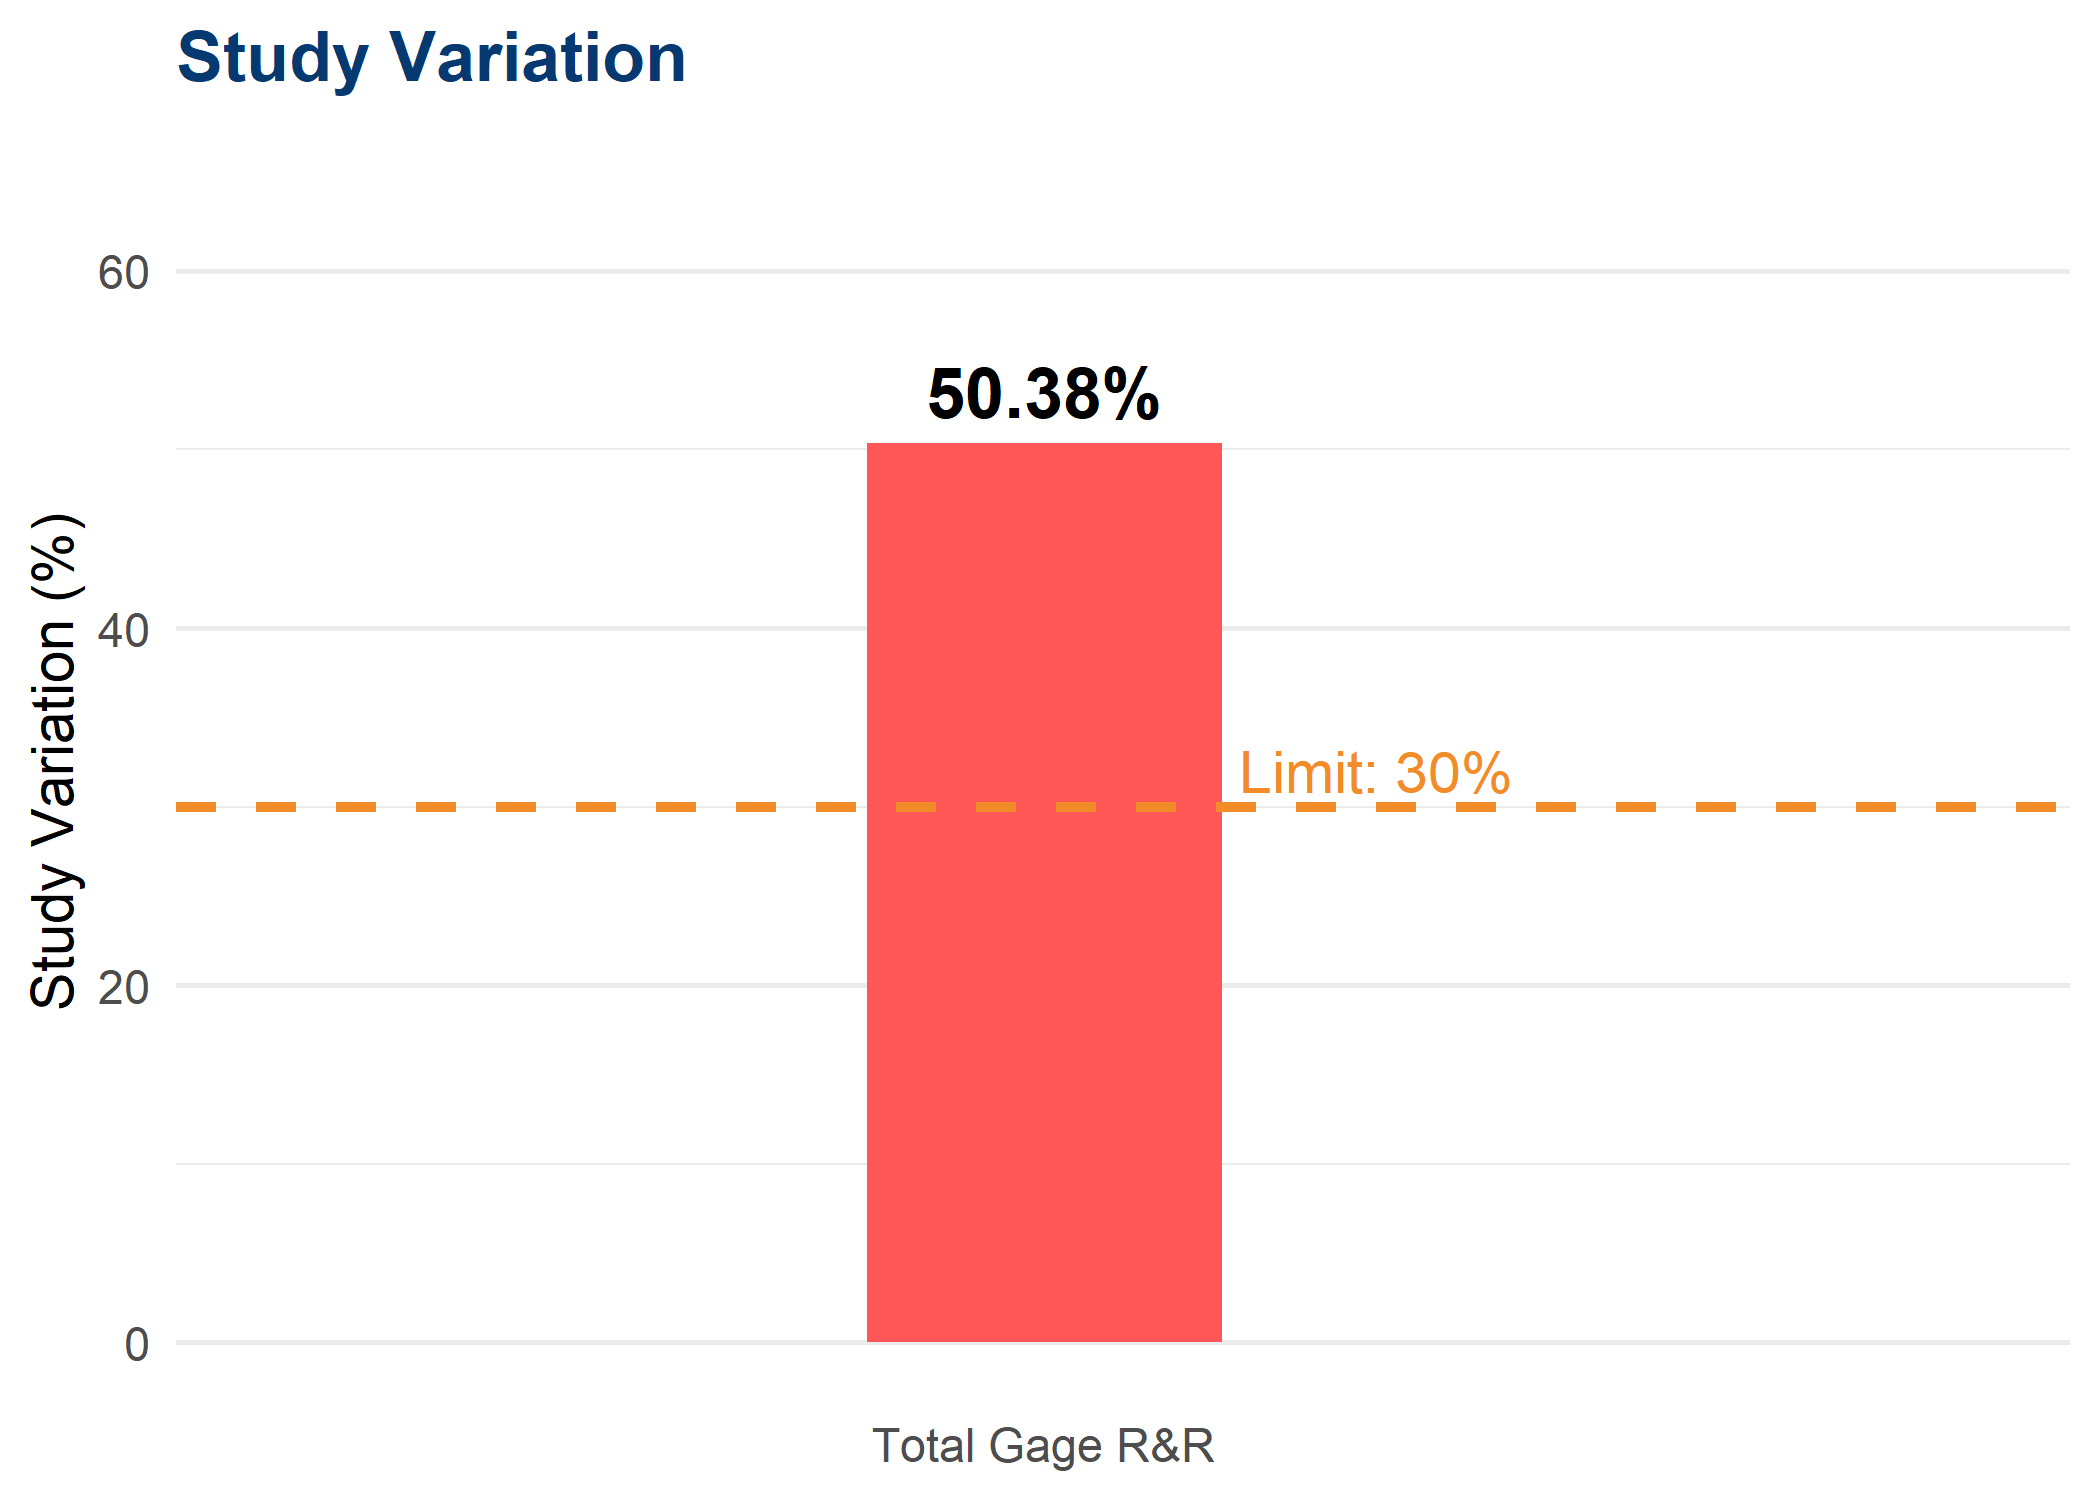 Study Variation
60
50.38%
Study Variation (%)
40
Limit: 30%
20
0
Total Gage R&R